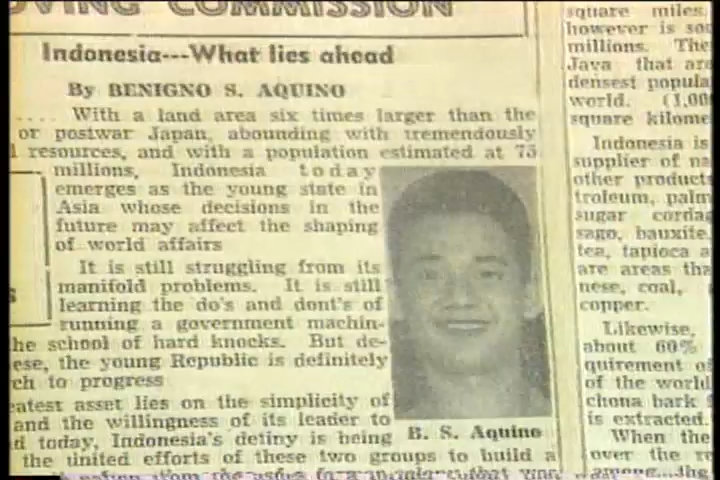 OVING COMMISSION
Indonesia---What lies ahead
By BENIGNO S. AQUINO
.... With a land area six times larger than the
or postwar Japan, abounding with tremendously
resources, and with a population estimated at 75
millions, Indonesia today
emerges as the young state in
Asia whose decisions in the
future may affect the shaping
of world affairs
It is still struggling from its
manifold problems. It is still
learning the do's and dont's of
running a government machin-
he school of hard knocks. But de-
ese, the young Republic is definitely
ch to progress
eatest asset lies on the simplicity of
and the willingness of its leader to
d today, Indonesia's detiny is being
the united efforts of these two groups to build a
B. S. Aquino
square miles.
however is
millions. The
Java that are
densest popula
world. (1,00
square kilome
Indonesia is
supplier of na
other product
troleum, palm
sugar corda
sago, bauxite,
tea, tapioca a
are areas tha
nese, coal,
copper.
Likewise,
about 60%
quirement o
of the world
chona bark
is extracted.
When the
over the re
among...the